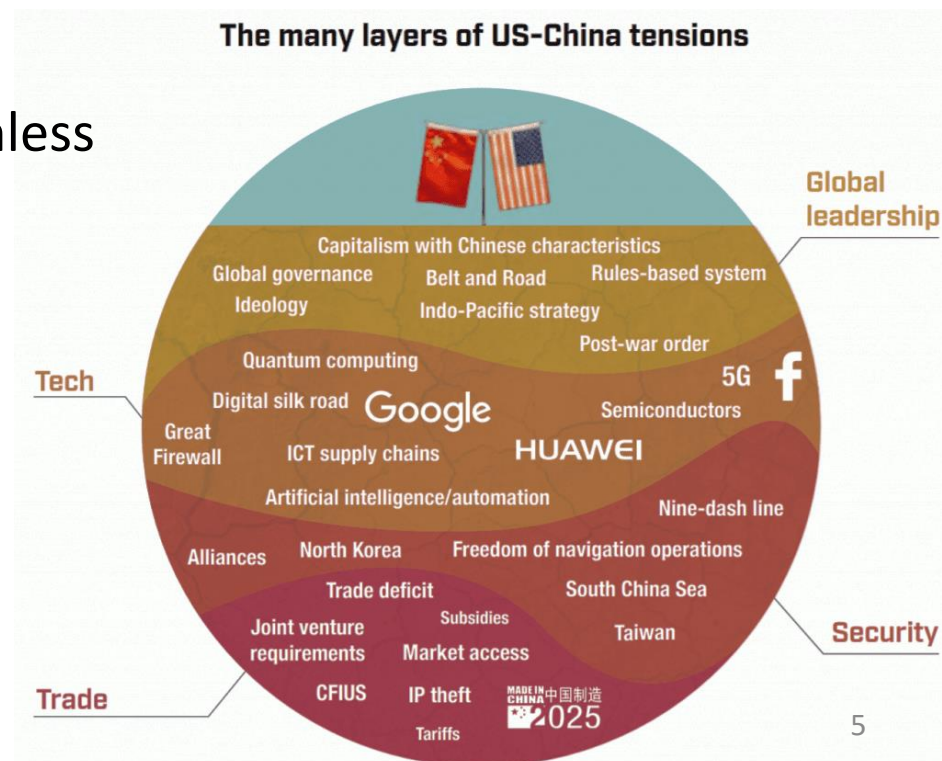 The many layers of US-China tensions
nless
Global
leadership
Capitalism with Chinese characteristics
Global governance
Belt and Road
Rules-based system
Ideology
Indo-Pacific strategy
Post-war order
Tech
Quantum computing
5G f
Digital silk road
Google
Semiconductors
Great
Firewall
ICT supply chains
HUAWEI
Artificial intelligence/automation
Nine-dash line
Alliances
North Korea
Freedom of navigation operations
Trade deficit
South China Sea
Subsidies
Joint venture
requirements
Taiwan
Security
Market access
Trade
CFIUS
IP theft
MADE IN
CHINA 中国制造
2025
Tariffs
5